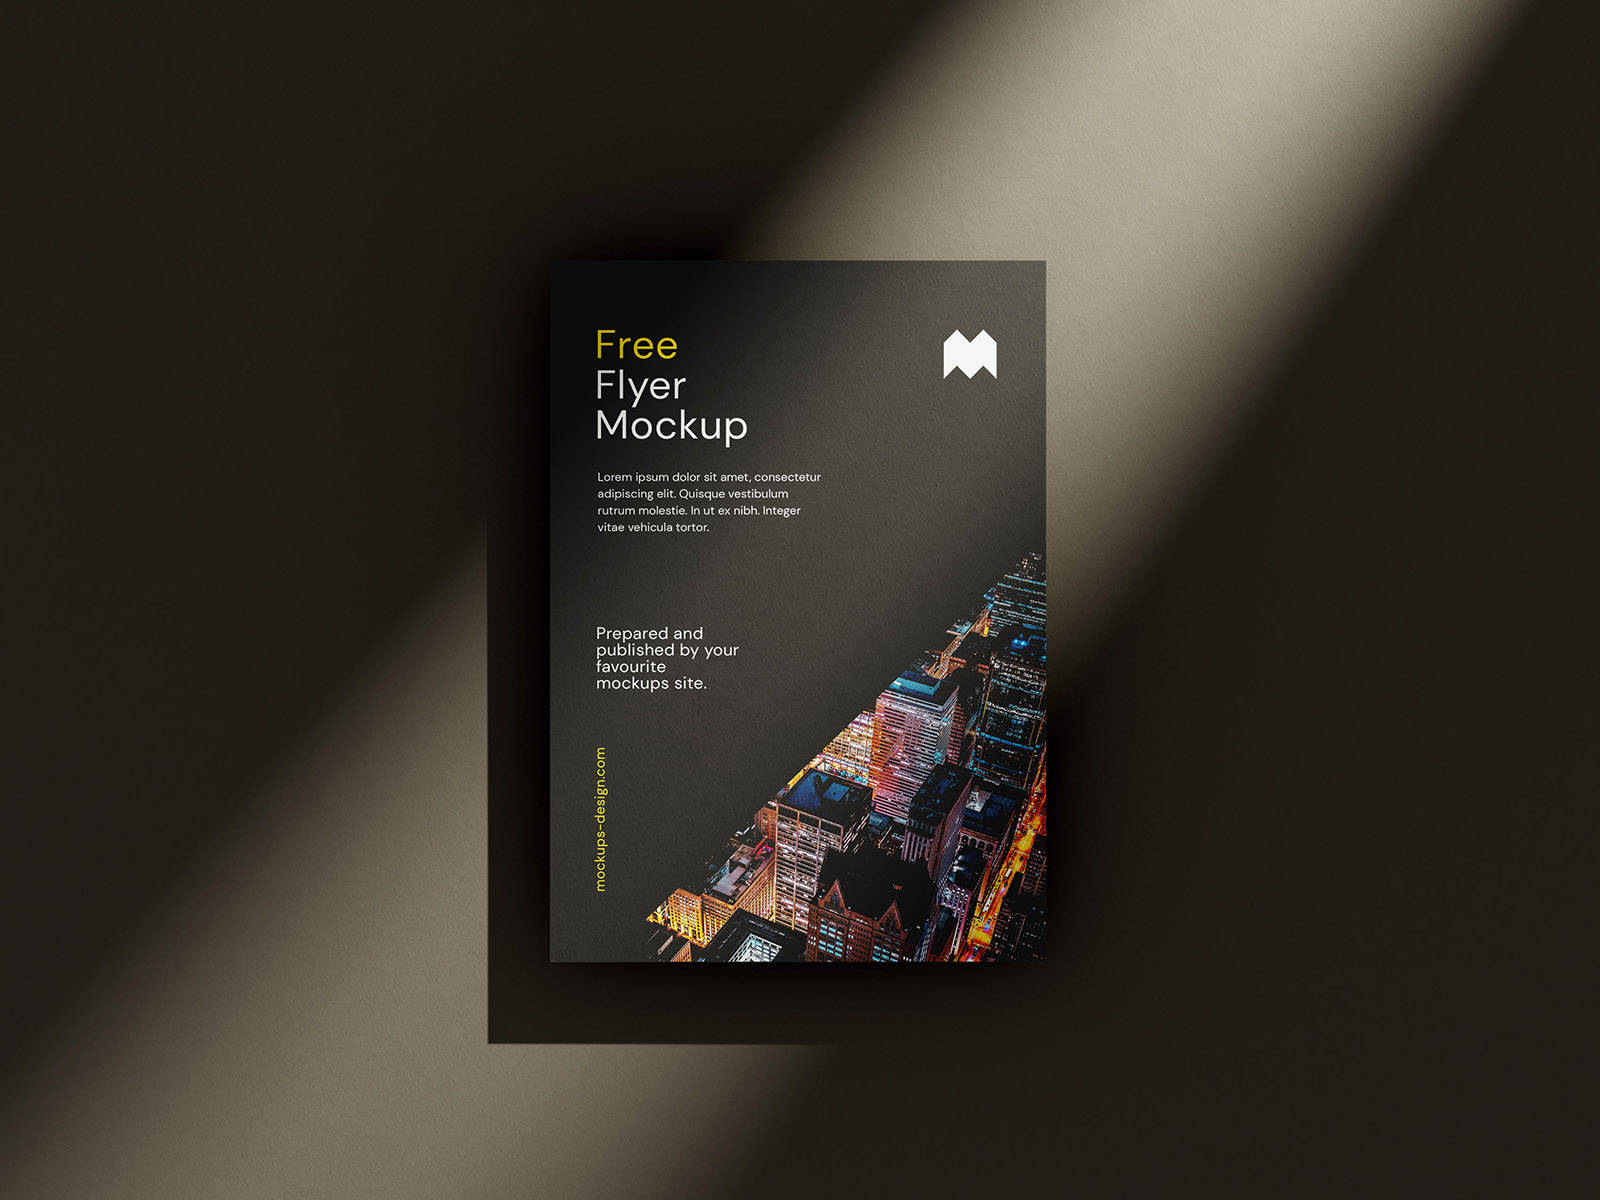 Free
Flyer
Mockup
Lorem ipsum dolor sit amet, consectetur
adipiscing elit. Quisque vestibulum
rutrum molestie. In ut ex nibh. Integer
vitae vehicula tortor.
Prepared and
published by your
favourite
mockups site.
mockups-design.com